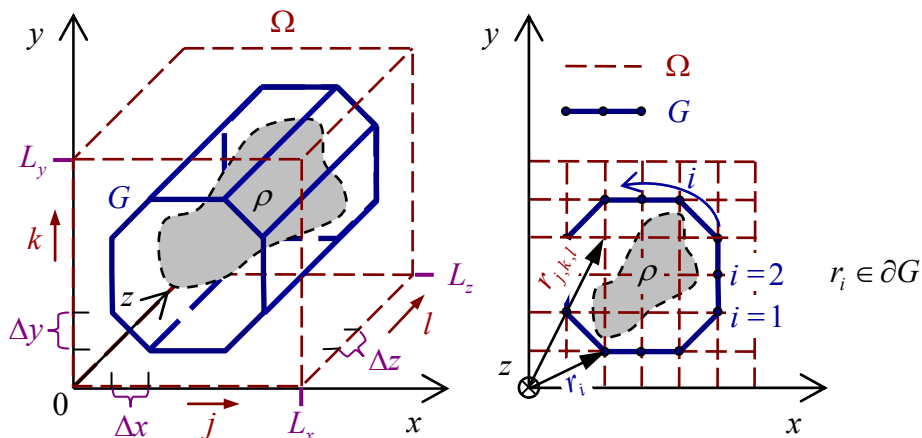 y
Ω
L_y
G
ρ
k
z
L_z
Δy
l
Δz
0
Δx
j
L_x
x
y
Ω
G
i
r_{j,k,l}
ρ
i = 2
r_i ∈ ∂G
i = 1
z
r_i
x